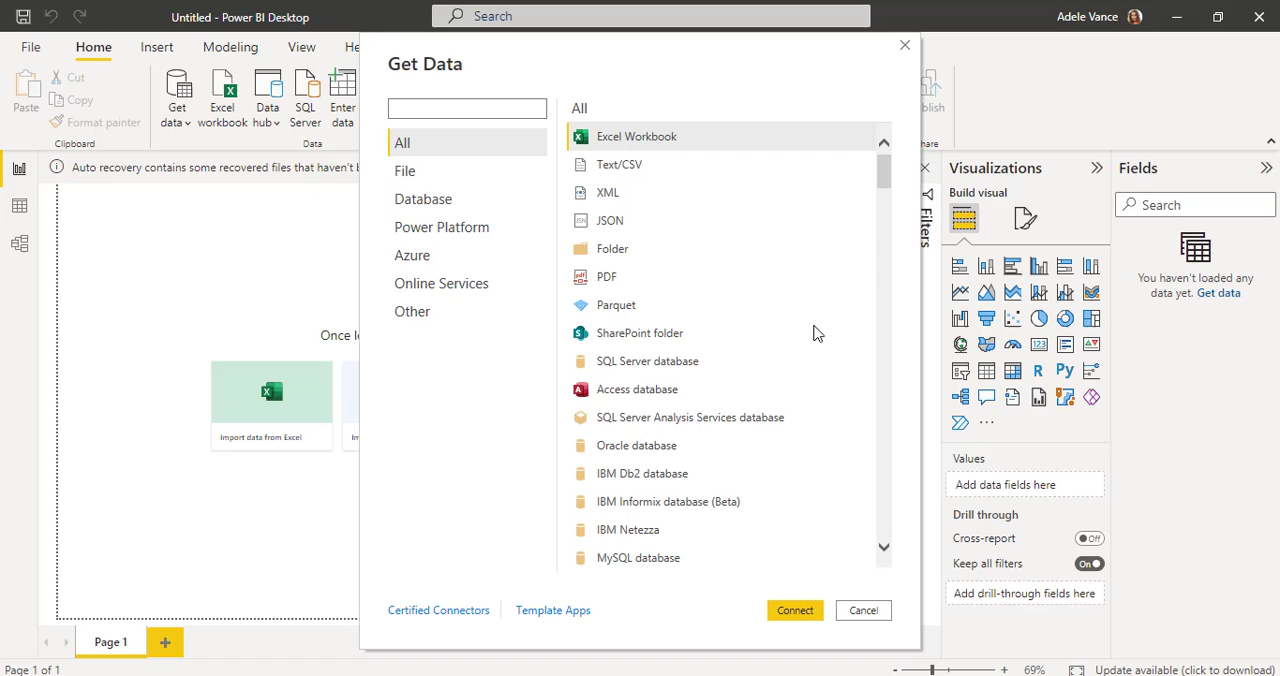 Untitled - Power BI Desktop
Search
Adele Vance
File
Home
Insert
Modeling
View
He
Paste
Cut
Copy
Format painter
Clipboard
Get data
Excel workbook
Data hub
SQL Server
Enter data
Data
blish
are
Auto recovery contains some recovered files that haven't b
Once l
Import data from Excel
Im
Get Data
All
File
Database
Power Platform
Azure
Online Services
Other
All
Excel Workbook
Text/CSV
XML
JSON
Folder
PDF
Parquet
SharePoint folder
SQL Server database
Access database
SQL Server Analysis Services database
Oracle database
IBM Db2 database
IBM Informix database (Beta)
IBM Netezza
MySQL database
Certified Connectors
Template Apps
Connect
Cancel
Filters
Visualizations
Build visual
R
Py
123
Values
Add data fields here
Drill through
Cross-report
Off
Keep all filters
On
Add drill-through fields here
Fields
Search
You haven't loaded any
data yet. Get data
Page 1
Page 1 of 1
69%
Update available (click to download)